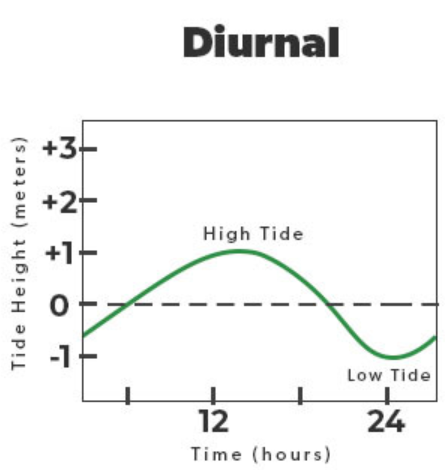 Diurnal
+3
+2
High Tide
+1
0
-1
Low Tide
12 24
Time (hours)
Tide Height (meters)